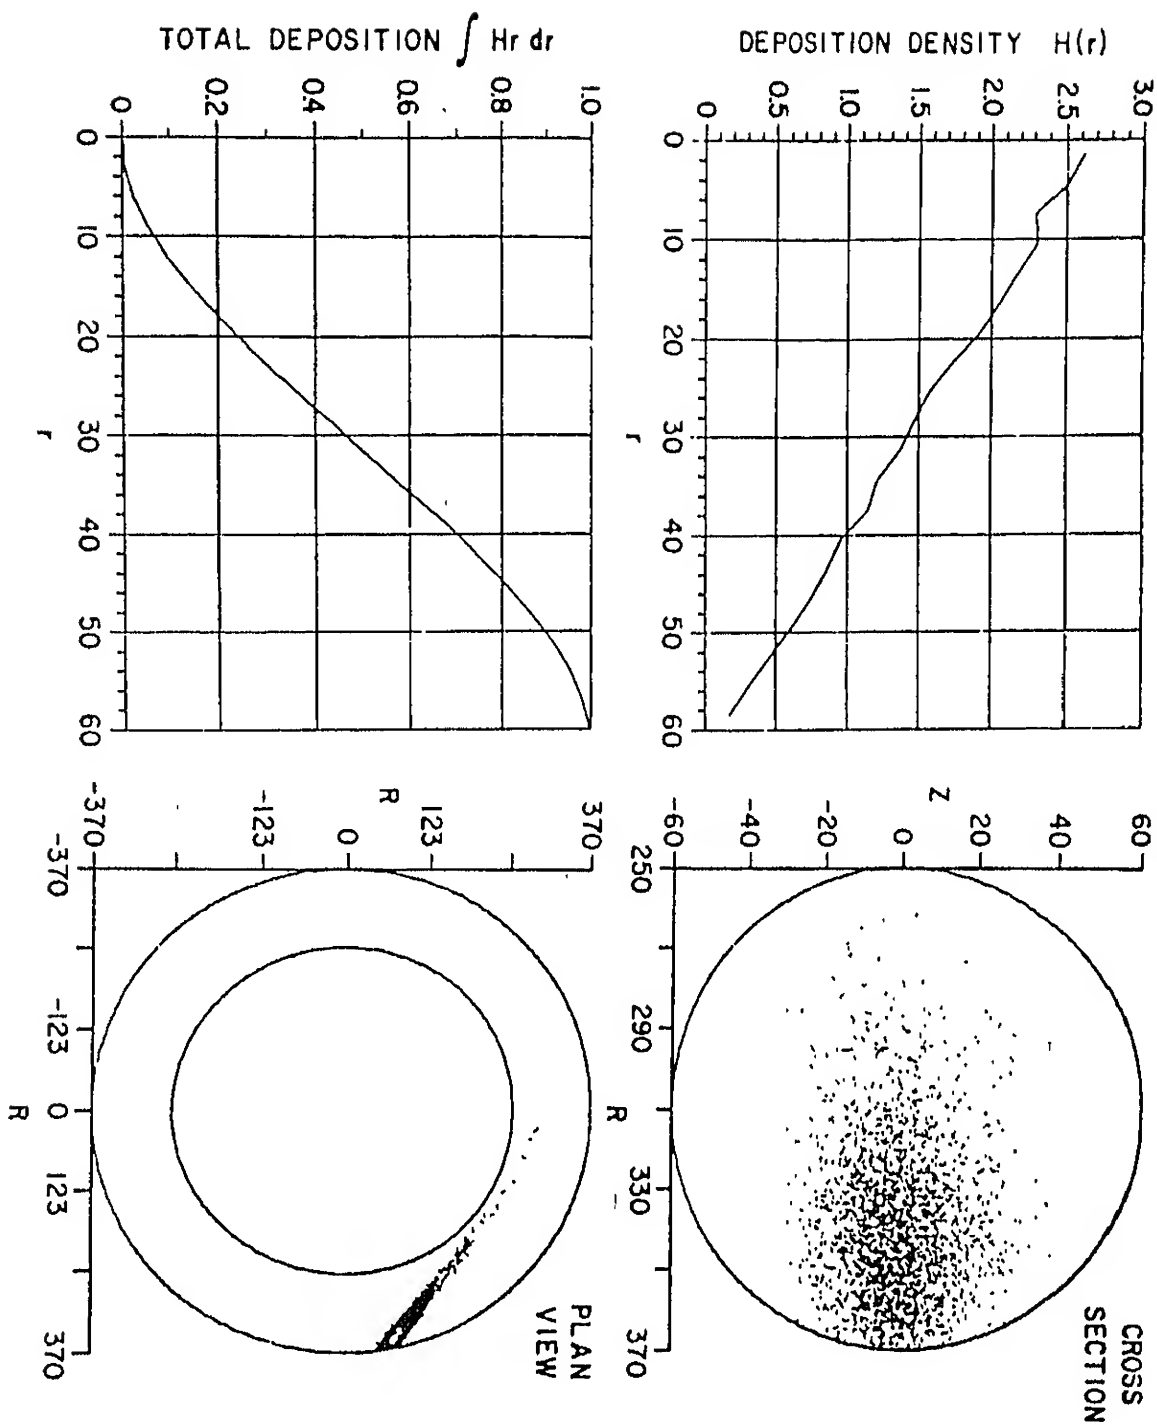 DEPOSITION DENSITY H(r)
3.0
2.5
2.0
1.5
1.0
0.5
0
0 10 20 30 40 50 60
r
CROSS
SECTION
Z
60
20
0
-20
-60
250 290 330 370
R
TOTAL DEPOSITION ∫ Hr dr
1.0
0.8
0.6
0.4
0.2
0
0 10 20 30 40 50 60
r
PLAN
VIEW
R
370
123
0
-123
-370
-370 -123 0 123 370
R